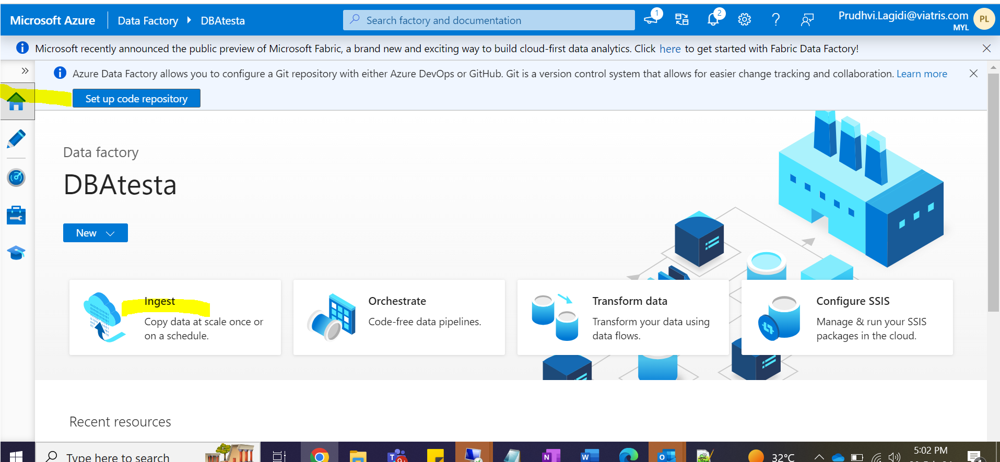 Microsoft Azure
Data Factory
DBAtesta
Search factory and documentation
1
2
Prudhvi.Lagidi@viatris.com
MYL
PL
Microsoft recently announced the public preview of Microsoft Fabric, a brand new and exciting way to build cloud-first data analytics. Click here to get started with Fabric Data Factory!
Azure Data Factory allows you to configure a Git repository with either Azure DevOps or GitHub. Git is a version control system that allows for easier change tracking and collaboration. Learn more
Set up code repository
Data factory
DBAtesta
New
Ingest
Copy data at scale once or
on a schedule.
Orchestrate
Code-free data pipelines.
Transform data
Transform your data using
data flows.
Configure SSIS
Manage & run your SSIS
packages in the cloud.
Recent resources
Type here to search
32°C
5:02 PM